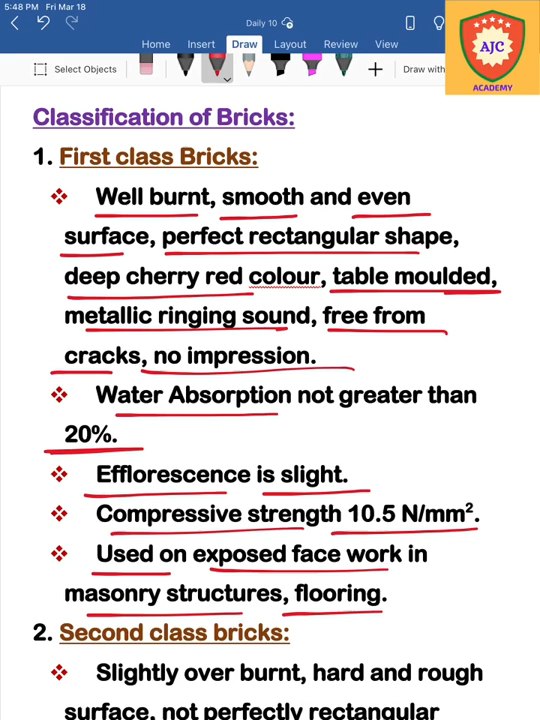 5:48 PM Fri Mar 18
Daily 10
Home Insert Draw Layout Review View
Select Objects
Draw with
AJC
ACADEMY
Classification of Bricks:
1. First class Bricks:
❖ Well burnt, smooth and even
surface, perfect rectangular shape,
deep cherry red colour, table moulded,
metallic ringing sound, free from
cracks, no impression.
❖ Water Absorption not greater than
20%.
❖ Efflorescence is slight.
❖ Compressive strength 10.5 N/mm².
❖ Used on exposed face work in
masonry structures, flooring.
2. Second class bricks:
❖ Slightly over burnt, hard and rough
surface, not perfectly rectangular